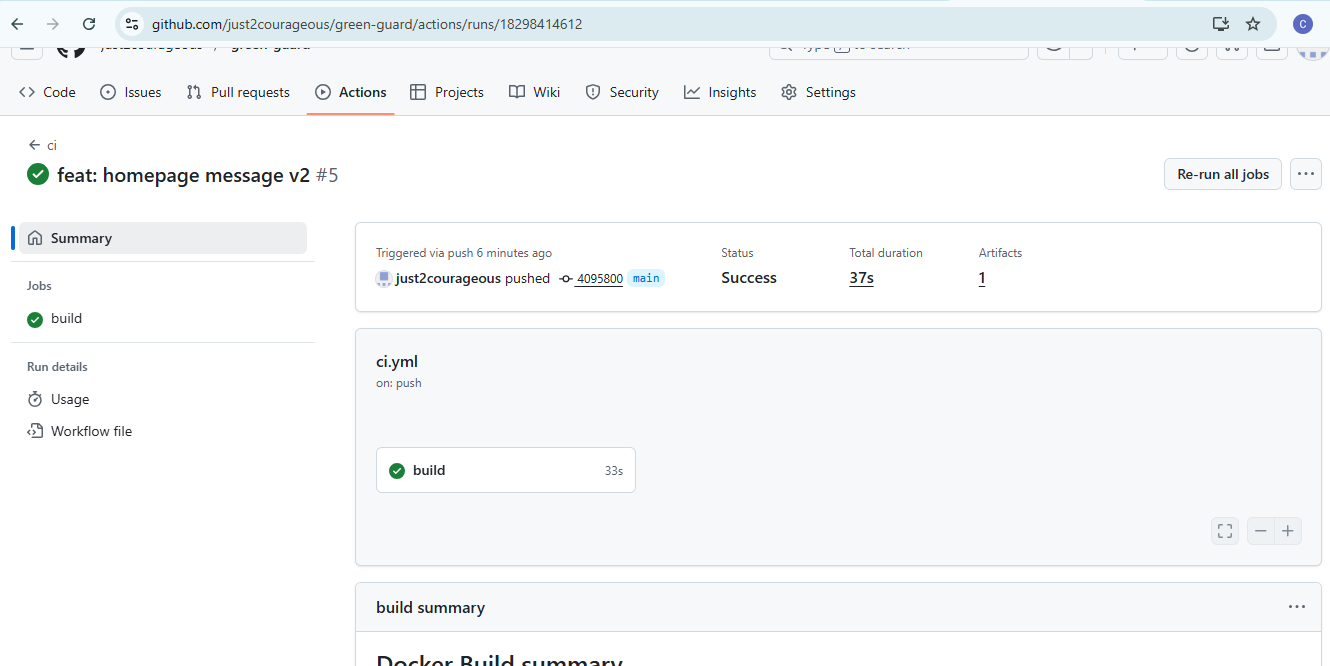 github.com/just2courageous/green-guard/actions/runs/18298414612
C
just2courageous / green-guard
Type / to search
Code Issues Pull requests Actions Projects Wiki Security Insights Settings
ci
feat: homepage message v2 #5
Re-run all jobs
Summary
Jobs
build
Run details
Usage
Workflow file
Triggered via push 6 minutes ago
just2courageous pushed 4095800 main
Status
Success
Total duration
37s
Artifacts
1
ci.yml
on: push
build 33s
build summary
Docker Build summary